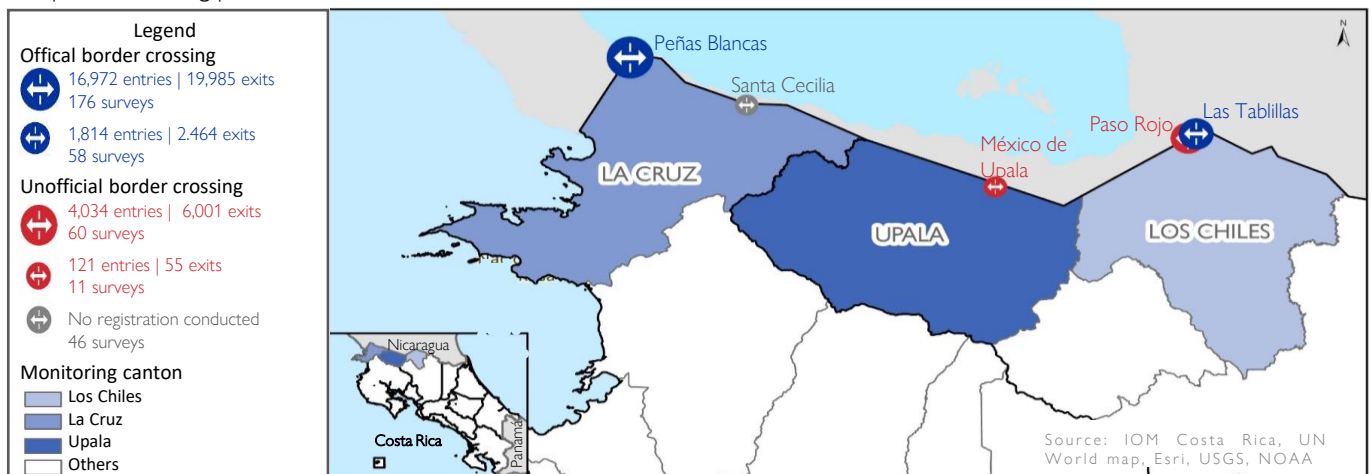 Legend
Offical border crossing
16,972 entries | 19,985 exits
176 surveys
1,814 entries | 2.464 exits
58 surveys
Unofficial border crossing
4,034 entries | 6,001 exits
60 surveys
121 entries | 55 exits
11 surveys
No registration conducted
46 surveys
Monitoring canton
Los Chiles
La Cruz
Upala
Others
N
Peñas Blancas
Santa Cecilia
Las Tablillas
Paso Rojo
México de
Upala
LA CRUZ
UPALA
LOS CHILES
Nicaragua
Costa Rica
Panamá
Source: IOM Costa Rica, UN
World map, Esri, USGS, NOAA